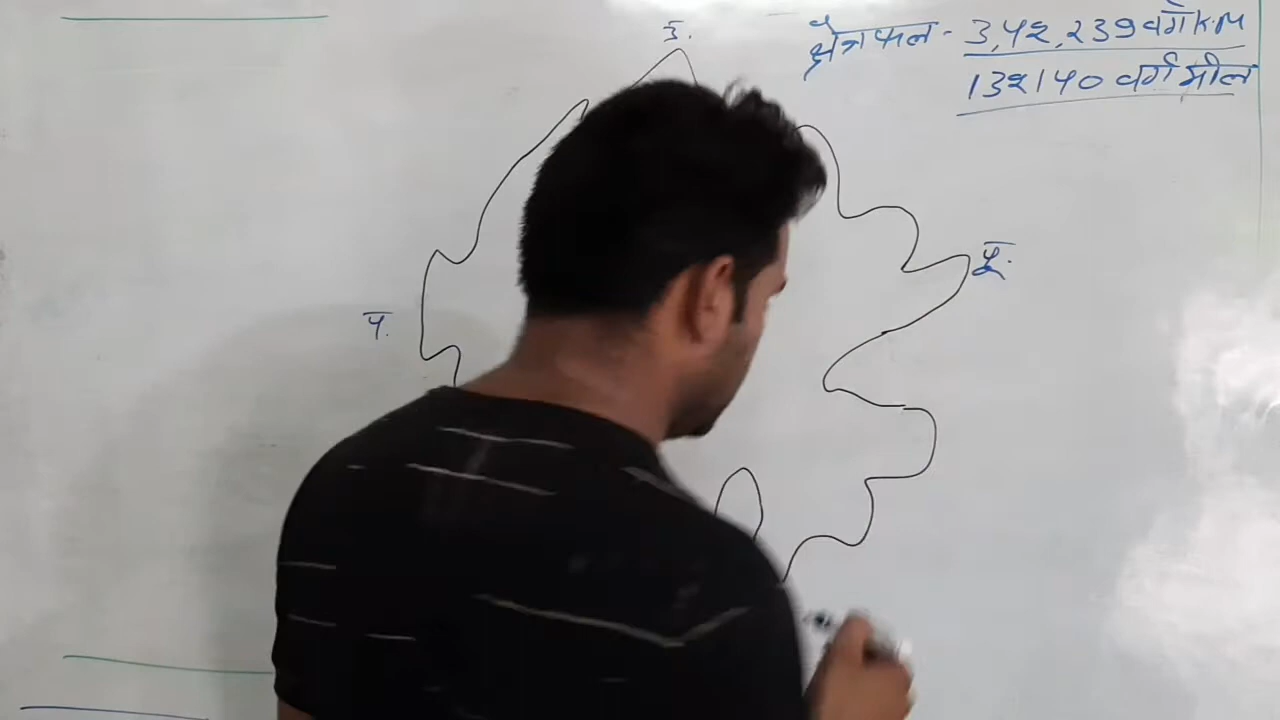 उ.
क्षेत्रफल - 3,42,239 वर्ग KM
132140 वर्ग मील
पू.
प.